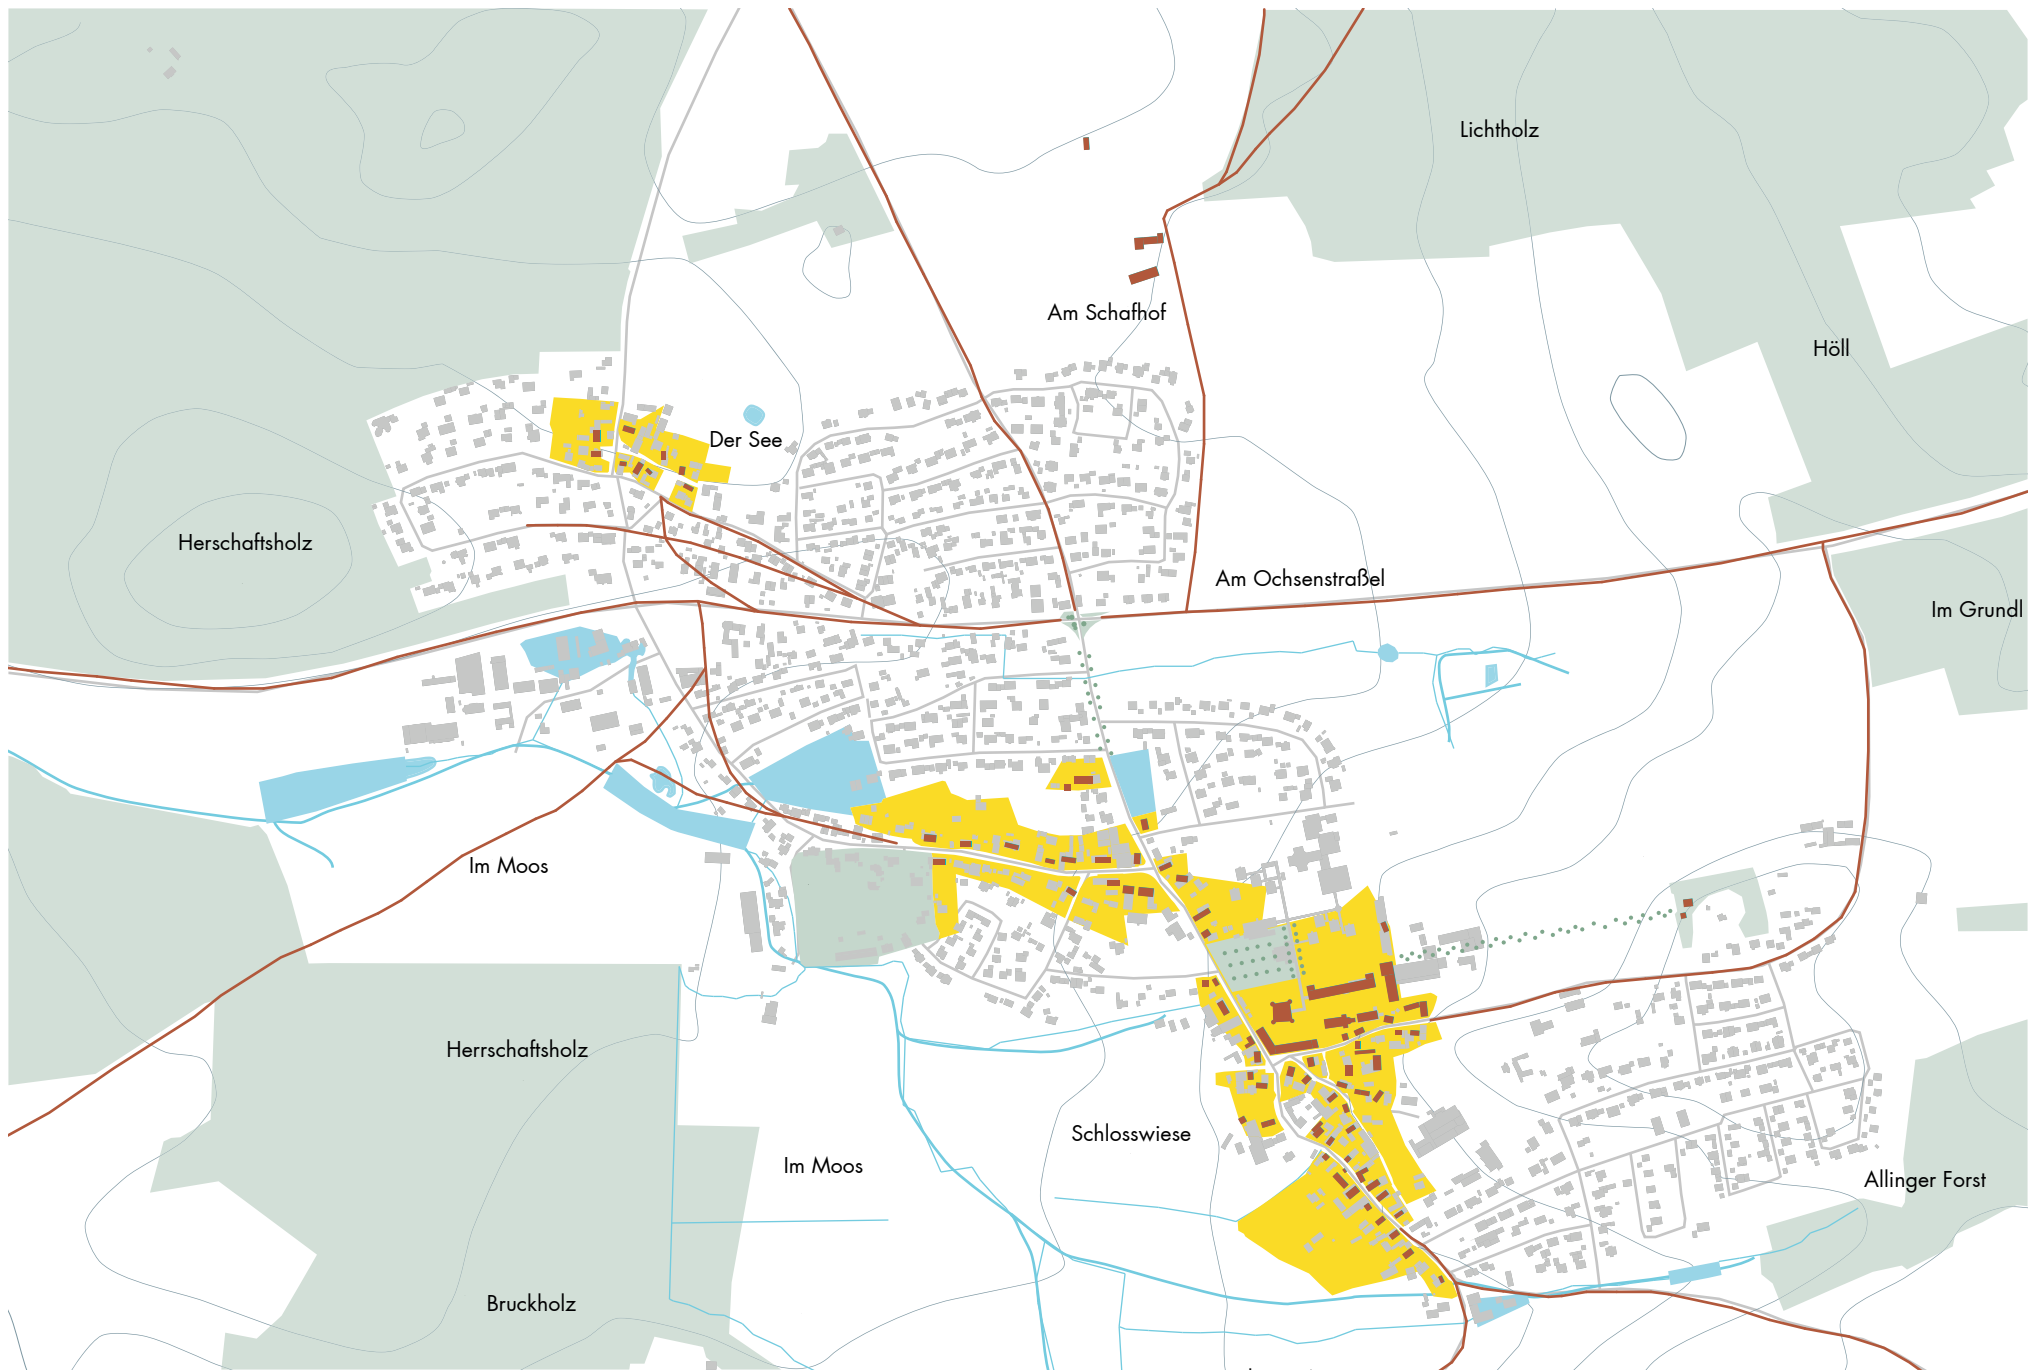 Lichtholz
Am Schafhof
Höll
Der See
Herschaftsholz
Am Ochsenstraßel
Im Grundl
Im Moos
Herrschaftsholz
Schlosswiese
Im Moos
Allinger Forst
Bruckholz